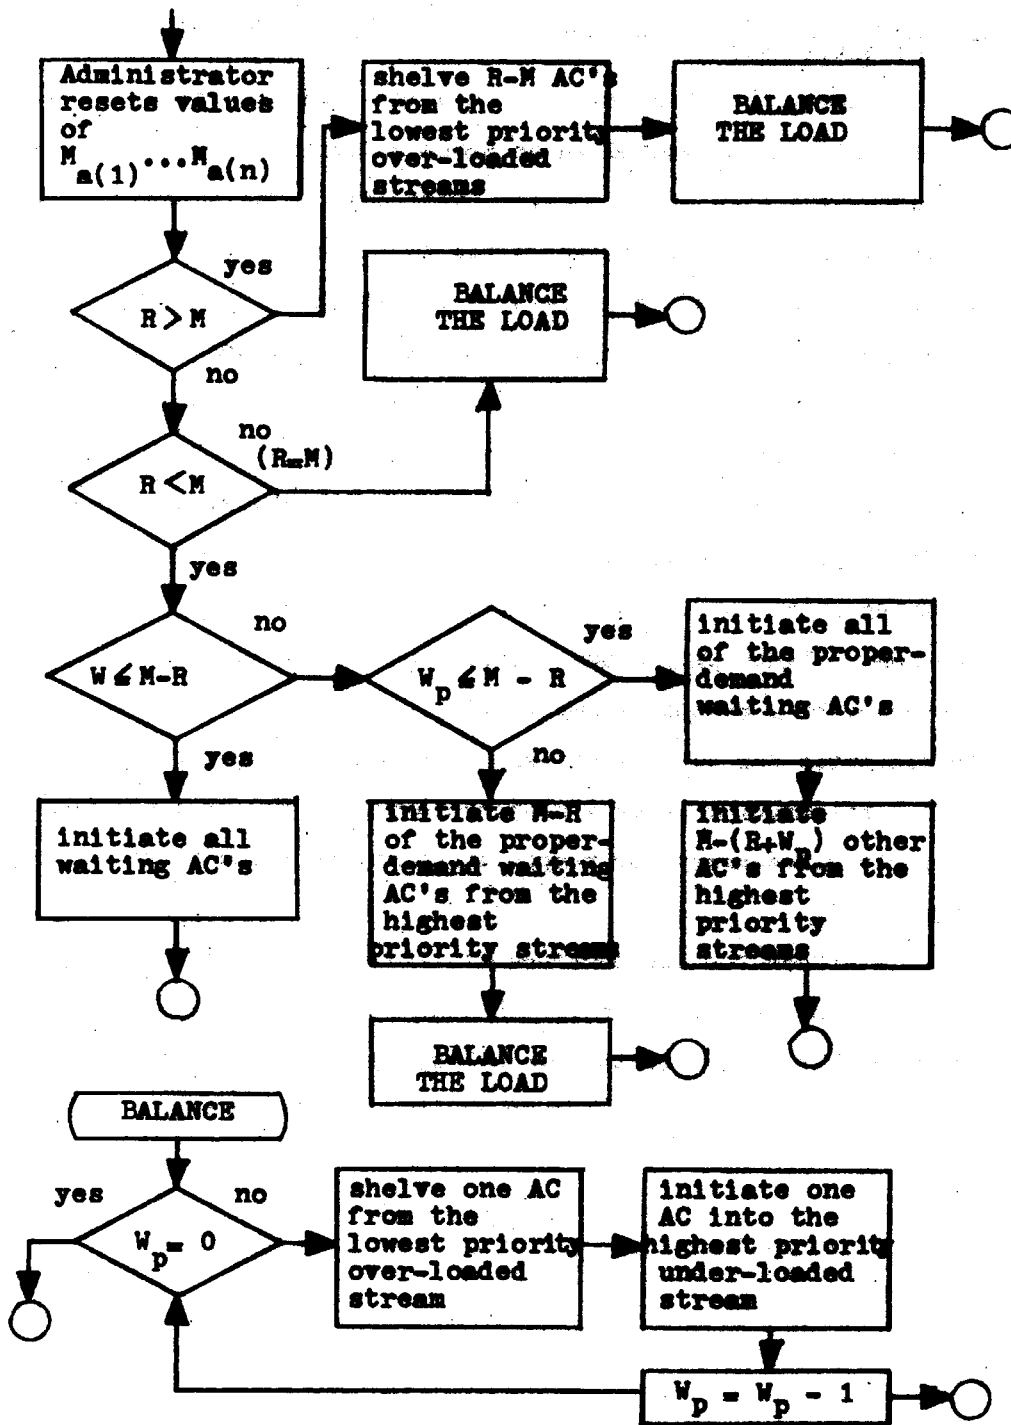 Administrator
resets values
of
M a(1) ... M a(n)
shelve R-M AC's
from the
lowest priority
over-loaded
streams
BALANCE
THE LOAD
yes
R > M
no
BALANCE
THE LOAD
no
(R=M)
R < M
yes
W ≤ M-R
no
W p ≤ M - R
yes
initiate all
of the proper-
demand
waiting AC's
yes
no
initiate all
waiting AC's
initiate M-R
of the proper-
demand waiting
AC's from the
highest
priority streams
initiate
M-(R+W p) other
AC's from the
highest
priority
streams
BALANCE
THE LOAD
BALANCE
yes
no
W p = 0
shelve one AC
from the
lowest priority
over-loaded
stream
initiate one
AC into the
highest priority
under-loaded
stream
W p = W p - 1